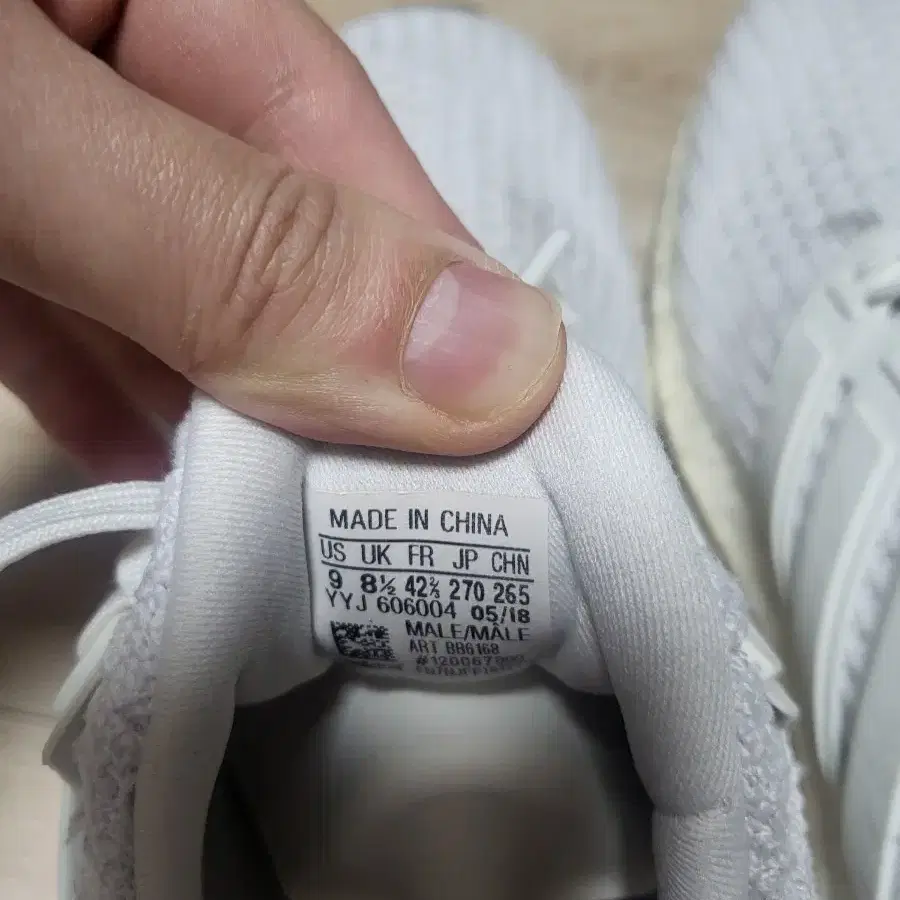 MADE IN CHINA
US UK FR JP CHN
9 8½ 42⅔ 270 265
YYJ 606004 05/18
MALE/MÂLE
ART BB6168